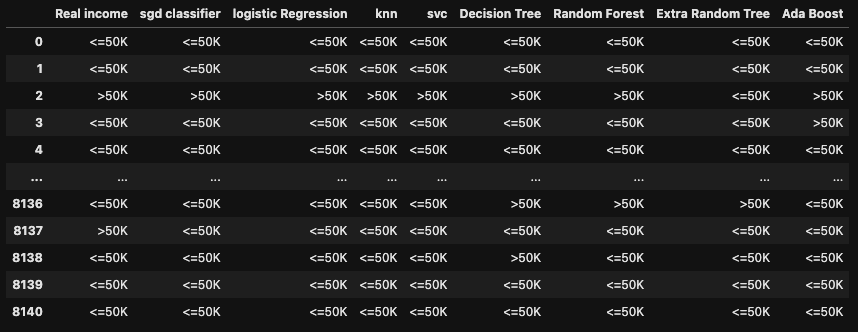 Real income sgd classifier logistic Regression knn svc Decision Tree Random Forest Extra Random Tree Ada Boost
0 <=50K <=50K <=50K <=50K <=50K <=50K <=50K <=50K <=50K
1 <=50K <=50K <=50K <=50K <=50K <=50K <=50K <=50K <=50K
2 >50K >50K >50K >50K >50K >50K >50K <=50K >50K
3 <=50K <=50K <=50K <=50K <=50K <=50K <=50K <=50K >50K
4 <=50K <=50K <=50K <=50K <=50K <=50K <=50K <=50K <=50K
... ... ... ... ... ... ... ... ... ...
8136 <=50K <=50K <=50K <=50K <=50K >50K >50K >50K <=50K
8137 >50K <=50K <=50K <=50K <=50K <=50K <=50K <=50K <=50K
8138 <=50K <=50K <=50K <=50K <=50K >50K <=50K <=50K <=50K
8139 <=50K <=50K <=50K <=50K <=50K <=50K <=50K <=50K <=50K
8140 <=50K <=50K <=50K <=50K <=50K <=50K <=50K <=50K <=50K